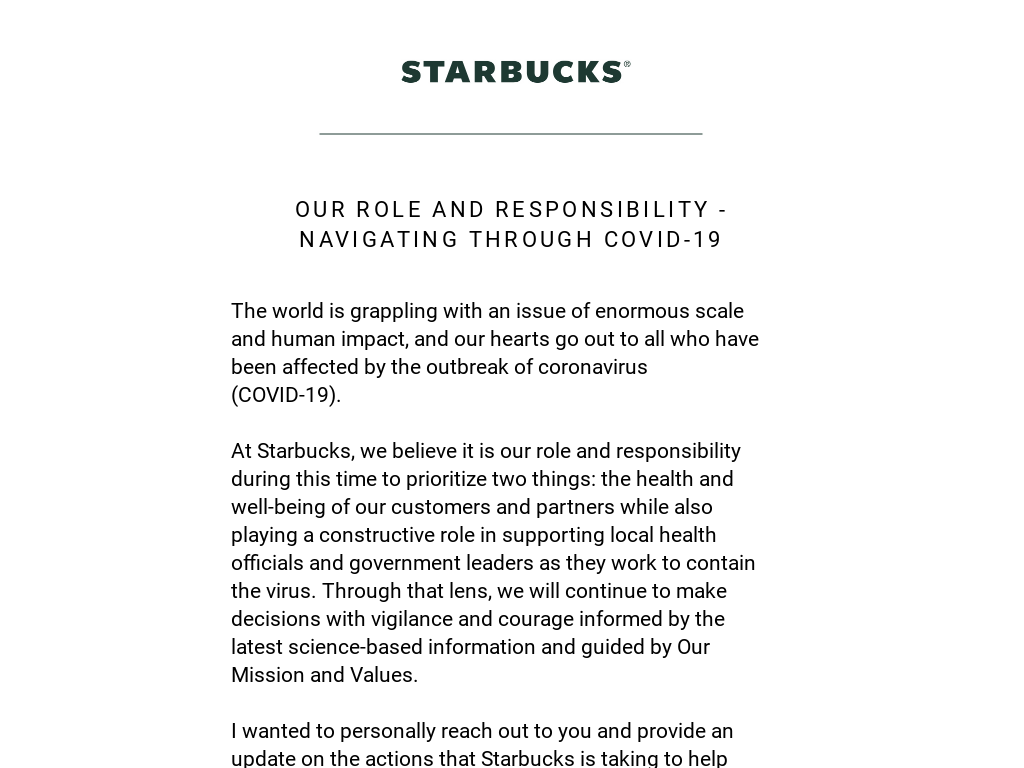 STARBUCKS®
OUR ROLE AND RESPONSIBILITY -
NAVIGATING THROUGH COVID-19
The world is grappling with an issue of enormous scale
and human impact, and our hearts go out to all who have
been affected by the outbreak of coronavirus
(COVID-19).
At Starbucks, we believe it is our role and responsibility
during this time to prioritize two things: the health and
well-being of our customers and partners while also
playing a constructive role in supporting local health
officials and government leaders as they work to contain
the virus. Through that lens, we will continue to make
decisions with vigilance and courage informed by the
latest science-based information and guided by Our
Mission and Values.
I wanted to personally reach out to you and provide an
update on the actions that Starbucks is taking to help